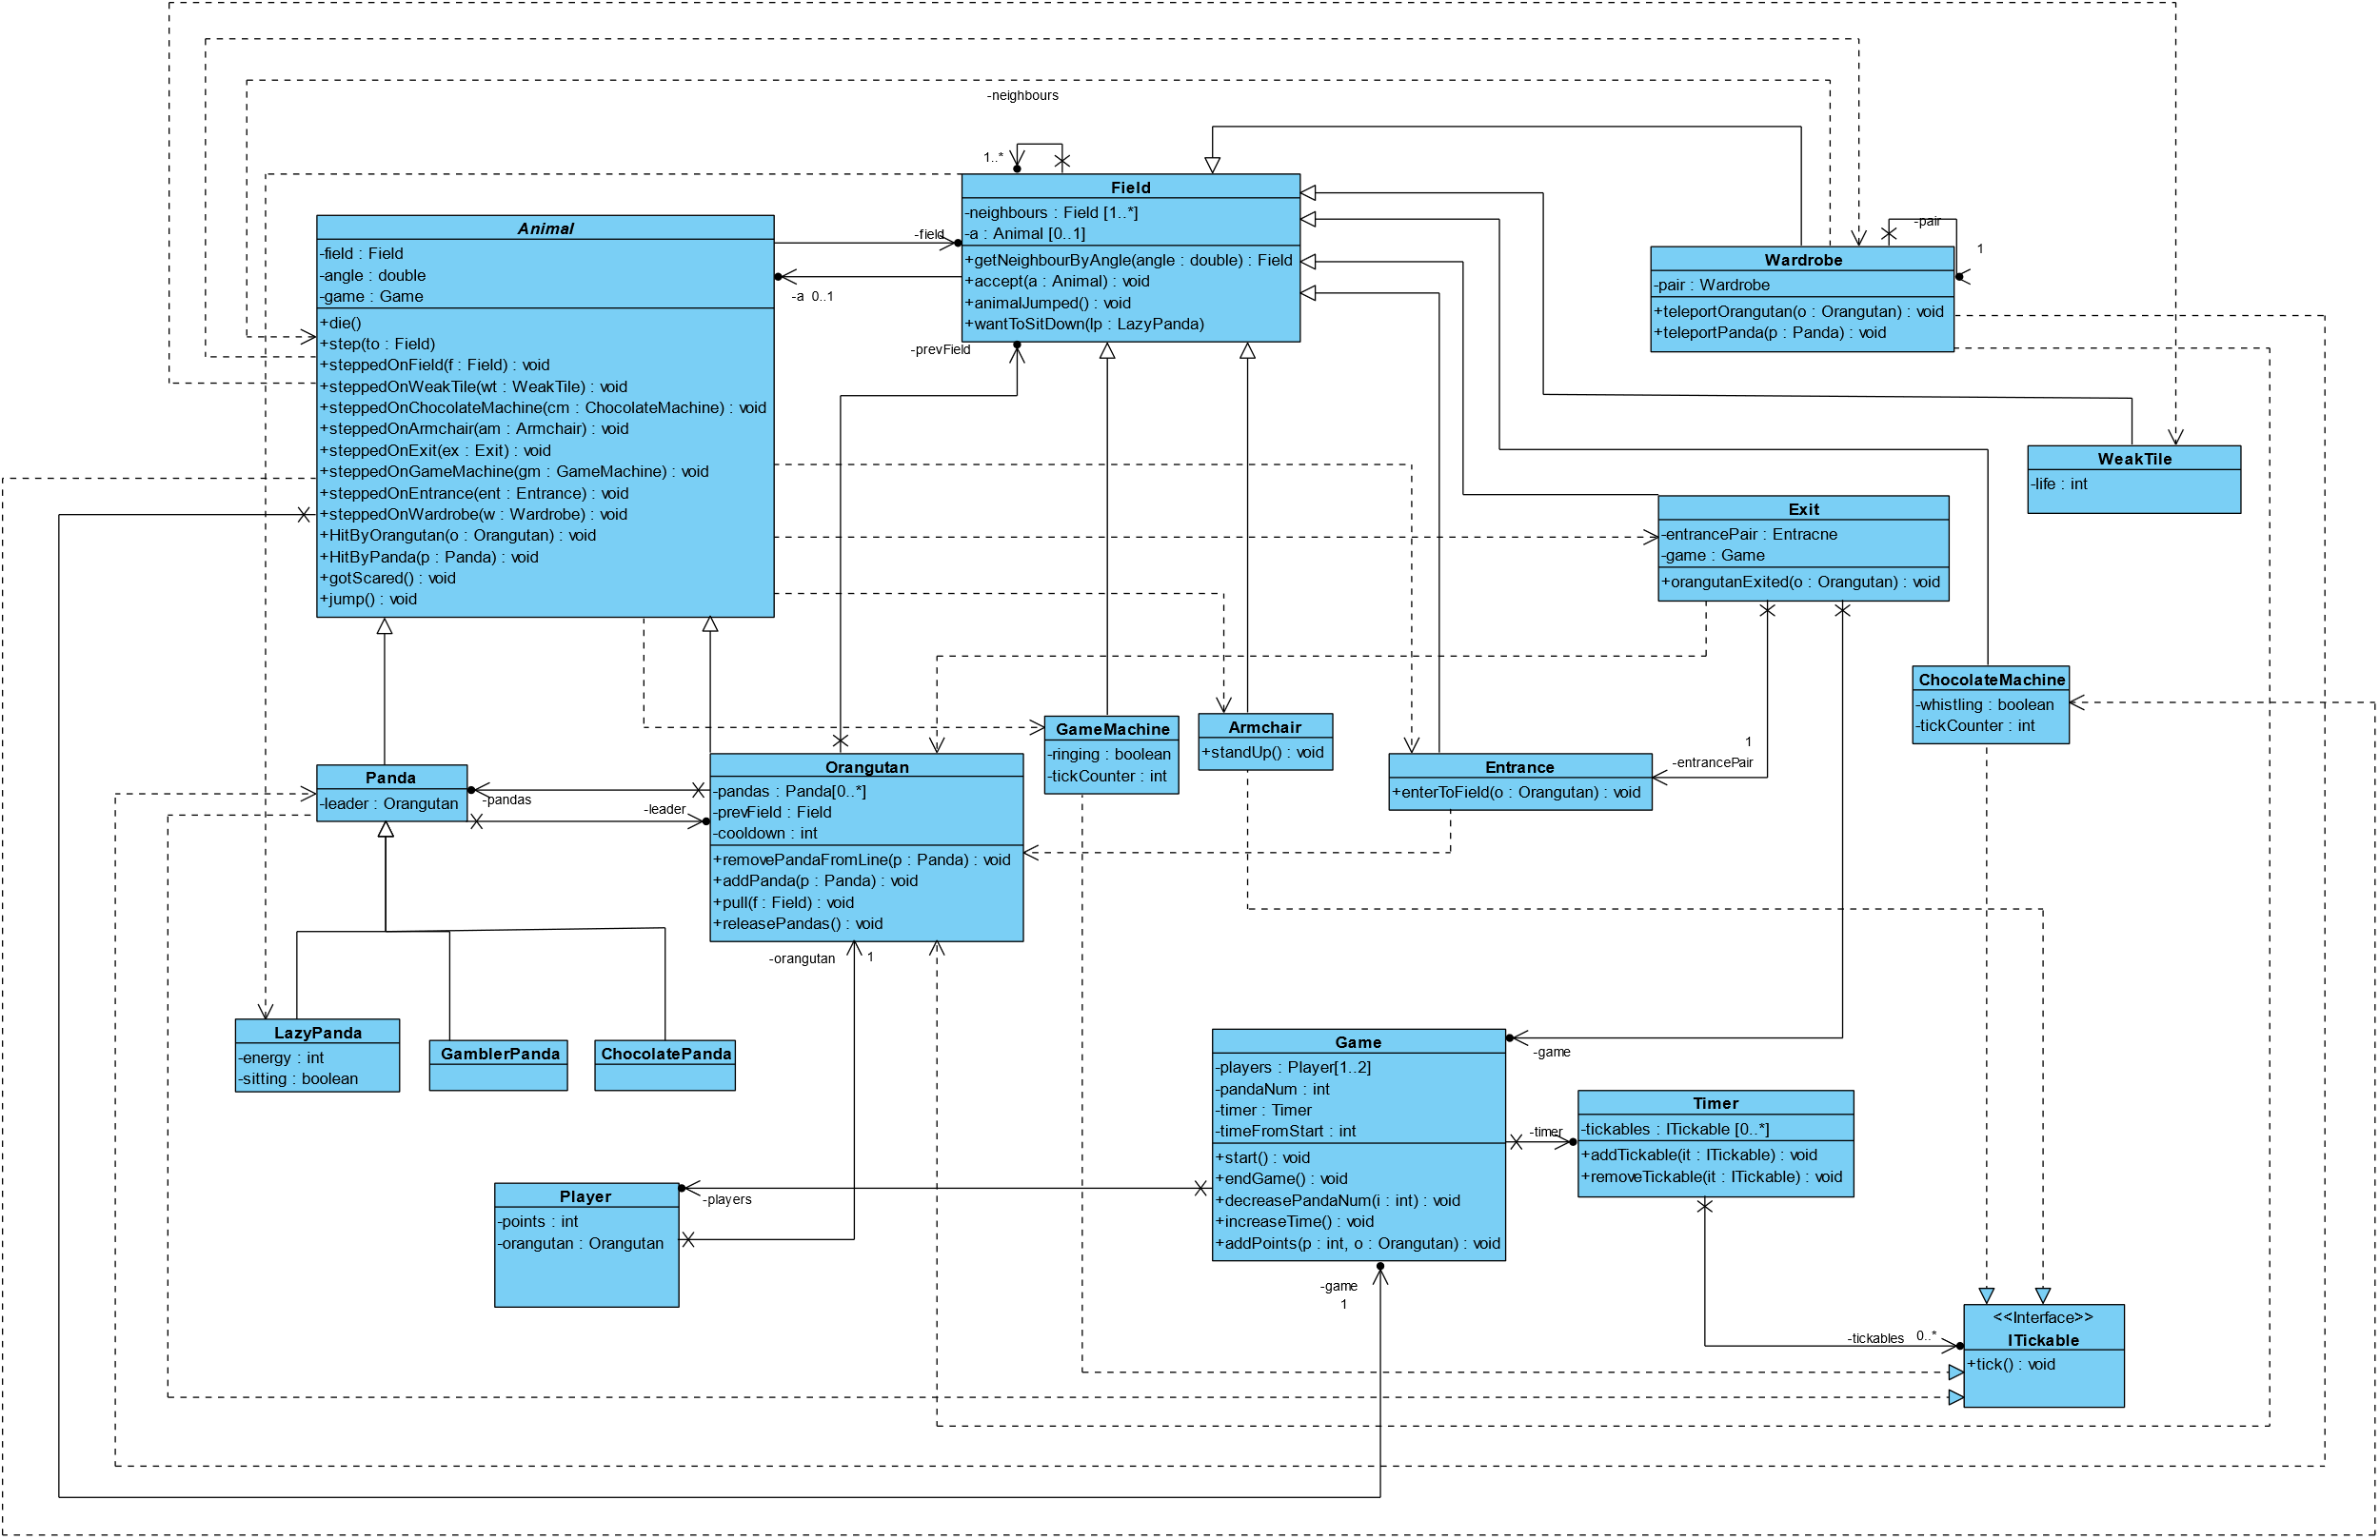 -neighbours
1..*
Field
-neighbours : Field [1..*]
-a : Animal [0..1]
+getNeighbourByAngle(angle : double) : Field
+accept(a : Animal) : void
+animalJumped() : void
+wantToSitDown(lp : LazyPanda)
Animal
-field : Field
-angle : double
-game : Game
+die()
+step(to : Field)
+steppedOnField(f : Field) : void
+steppedOnWeakTile(wt : WeakTile) : void
+steppedOnChocolateMachine(cm : ChocolateMachine) : void
+steppedOnArmchair(am : Armchair) : void
+steppedOnExit(ex : Exit) : void
+steppedOnGameMachine(gm : GameMachine) : void
+steppedOnEntrance(ent : Entrance) : void
+steppedOnWardrobe(w : Wardrobe) : void
+HitByOrangutan(o : Orangutan) : void
+HitByPanda(p : Panda) : void
+gotScared() : void
+jump() : void
-field
-a 0..1
-prevField
-pair
1
Wardrobe
-pair : Wardrobe
+teleportOrangutan(o : Orangutan) : void
+teleportPanda(p : Panda) : void
WeakTile
-life : int
Exit
-entrancePair : Entracne
-game : Game
+orangutanExited(o : Orangutan) : void
ChocolateMachine
-whistling : boolean
-tickCounter : int
GameMachine
-ringing : boolean
-tickCounter : int
Armchair
+standUp() : void
1
-entrancePair
Entrance
+enterToField(o : Orangutan) : void
Panda
-leader : Orangutan
-pandas
-leader
Orangutan
-pandas : Panda[0..*]
-prevField : Field
-cooldown : int
+removePandaFromLine(p : Panda) : void
+addPanda(p : Panda) : void
+pull(f : Field) : void
+releasePandas() : void
-orangutan
1
LazyPanda
-energy : int
-sitting : boolean
GamblerPanda
ChocolatePanda
Game
-players : Player[1..2]
-pandaNum : int
-timer : Timer
-timeFromStart : int
+start() : void
+endGame() : void
+decreasePandaNum(i : int) : void
+increaseTime() : void
+addPoints(p : int, o : Orangutan) : void
-game
-timer
Timer
-tickables : ITickable [0..*]
+addTickable(it : ITickable) : void
+removeTickable(it : ITickable) : void
Player
-points : int
-orangutan : Orangutan
-players
-game
1
-tickables 0..*
<<Interface>>
ITickable
+tick() : void